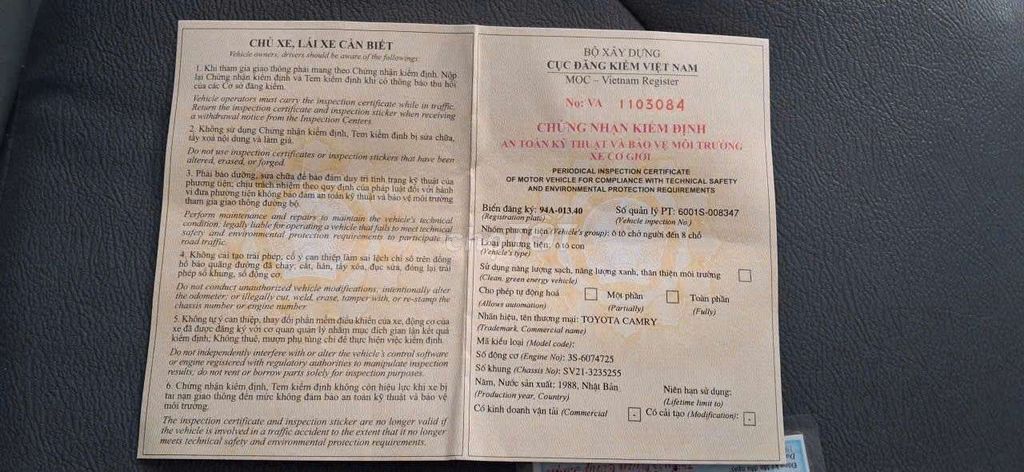 CHỦ XE, LÁI XE CẦN BIẾT
Vehicle owners, drivers should be aware of the followings:
1. Khi tham gia giao thông phải mang theo Chứng nhận kiểm định. Nộp
lại Chứng nhận kiểm định và Tem kiểm định khi có thông báo thu hồi
của các Cơ sở đăng kiểm.
Vehicle operators must carry the inspection certificate while in traffic.
Return the inspection certificate and inspection sticker when receiving
a withdrawal notice from the Inspection Centers.
2. Không sử dụng Chứng nhận kiểm định, Tem kiểm định bị sửa chữa,
tẩy xoá nội dung và làm giả.
Do not use inspection certificates or inspection stickers that have been
altered, erased, or forged.
3. Phải bảo dưỡng, sửa chữa để bảo đảm duy trì tình trạng kỹ thuật của
phương tiện; chịu trách nhiệm theo quy định của pháp luật đối với hành
vi đưa phương tiện không bảo đảm an toàn kỹ thuật và bảo vệ môi trường
tham gia giao thông đường bộ.
Perform maintenance and repairs to maintain the vehicle's technical
condition; legally liable for operating a vehicle that fails to meet technical
safety and environmental protection requirements to participate in
road traffic.
4. Không cải tạo trái phép, cố ý can thiệp làm sai lệch chỉ số trên đồng
hồ báo quãng đường đã chạy; cắt, hàn, tẩy xóa, đục sửa, đóng lại trái
phép số khung, số động cơ.
Do not conduct unauthorized vehicle modifications, intentionally alter
the odometer, or illegally cut, weld, erase, tamper with, or re-stamp the
chassis number or engine number.
5. Không tự ý can thiệp, thay đổi phần mềm điều khiển của xe, động cơ của
xe đã được đăng ký với cơ quan quản lý nhằm mục đích gian lận kết quả
kiểm định; Không thuê, mượn phụ tùng chỉ để thực hiện việc kiểm định.
Do not independently interfere with or alter the vehicle's control software
or engine registered with regulatory authorities to manipulate inspection
results; do not rent or borrow parts solely for inspection purposes.
6. Chứng nhận kiểm định, Tem kiểm định không còn hiệu lực khi xe bị
tai nạn giao thông đến mức không đảm bảo an toàn kỹ thuật và bảo vệ
môi trường.
The inspection certificate and inspection sticker are no longer valid if
the vehicle is involved in a traffic accident to the extent that it no longer
meets technical safety and environmental protection requirements.
BỘ XÂY DỰNG
CỤC ĐĂNG KIỂM VIỆT NAM
MOC – Vietnam Register
No: VA 1103084
CHỨNG NHẬN KIỂM ĐỊNH
AN TOÀN KỸ THUẬT VÀ BẢO VỆ MÔI TRƯỜNG
XE CƠ GIỚI
PERIODICAL INSPECTION CERTIFICATE
OF MOTOR VEHICLE FOR COMPLIANCE WITH TECHNICAL SAFETY
AND ENVIRONMENTAL PROTECTION REQUIREMENTS
Biển đăng ký: 94A-013.40 Số quản lý PT: 6001S-008347
(Registration plate) (Vehicle inspection No.)
Nhóm phương tiện (Vehicle's group): ô tô chở người đến 8 chỗ
Loại phương tiện: ô tô con
(Vehicle's type)
Sử dụng năng lượng sạch, năng lượng xanh, thân thiện môi trường
(Clean, green energy vehicle)
Cho phép tự động hoá Một phần Toàn phần
(Allows automation) (Partially) (Fully)
Nhãn hiệu, tên thương mại: TOYOTA CAMRY
(Trademark, Commercial name)
Mã kiểu loại (Model code):
Số động cơ (Engine No): 3S-6074725
Số khung (Chassis No): SV21-3235255
Năm, Nước sản xuất: 1988, Nhật Bản Niên hạn sử dụng:
(Production year, Country) (Lifetime limit to)
Có kinh doanh vận tải (Commercial - Có cải tạo (Modification): -